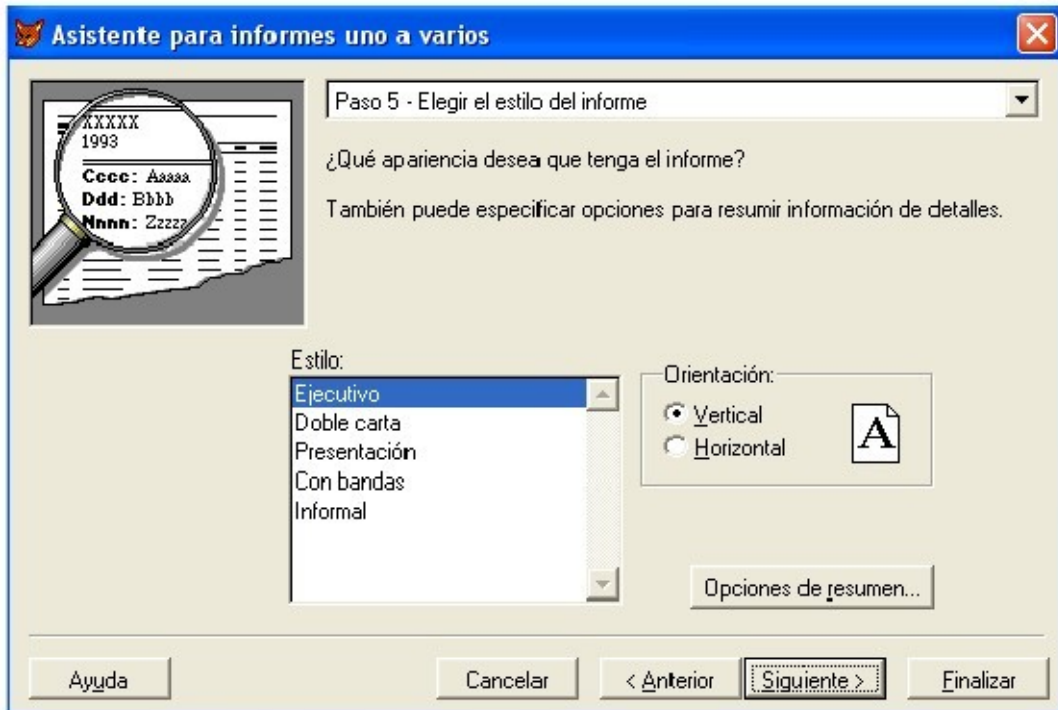 Asistente para informes uno a varios
XXXXX
1993
Cccc: Aaaaa
Ddd: Bbbb
Nnnn: Zzzzz
Paso 5 - Elegir el estilo del informe
¿Qué apariencia desea que tenga el informe?
También puede especificar opciones para resumir información de detalles.
Estilo:
Ejecutivo
Doble carta
Presentación
Con bandas
Informal
Orientación:
Vertical
Horizontal
A
Opciones de resumen...
Ayuda
Cancelar
< Anterior
Siguiente >
Finalizar